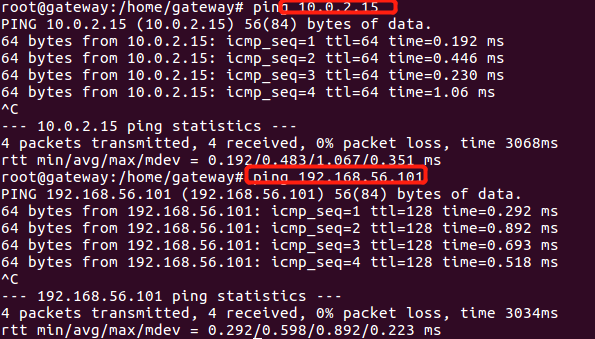 root@gateway:/home/gateway# ping 10.0.2.15
PING 10.0.2.15 (10.0.2.15) 56(84) bytes of data.
64 bytes from 10.0.2.15: icmp_seq=1 ttl=64 time=0.192 ms
64 bytes from 10.0.2.15: icmp_seq=2 ttl=64 time=0.446 ms
64 bytes from 10.0.2.15: icmp_seq=3 ttl=64 time=0.230 ms
64 bytes from 10.0.2.15: icmp_seq=4 ttl=64 time=1.06 ms
^C
--- 10.0.2.15 ping statistics ---
4 packets transmitted, 4 received, 0% packet loss, time 3068ms
rtt min/avg/max/mdev = 0.192/0.483/1.067/0.351 ms
root@gateway:/home/gateway# ping 192.168.56.101
PING 192.168.56.101 (192.168.56.101) 56(84) bytes of data.
64 bytes from 192.168.56.101: icmp_seq=1 ttl=128 time=0.292 ms
64 bytes from 192.168.56.101: icmp_seq=2 ttl=128 time=0.892 ms
64 bytes from 192.168.56.101: icmp_seq=3 ttl=128 time=0.693 ms
64 bytes from 192.168.56.101: icmp_seq=4 ttl=128 time=0.518 ms
^C
--- 192.168.56.101 ping statistics ---
4 packets transmitted, 4 received, 0% packet loss, time 3034ms
rtt min/avg/max/mdev = 0.292/0.598/0.892/0.223 ms